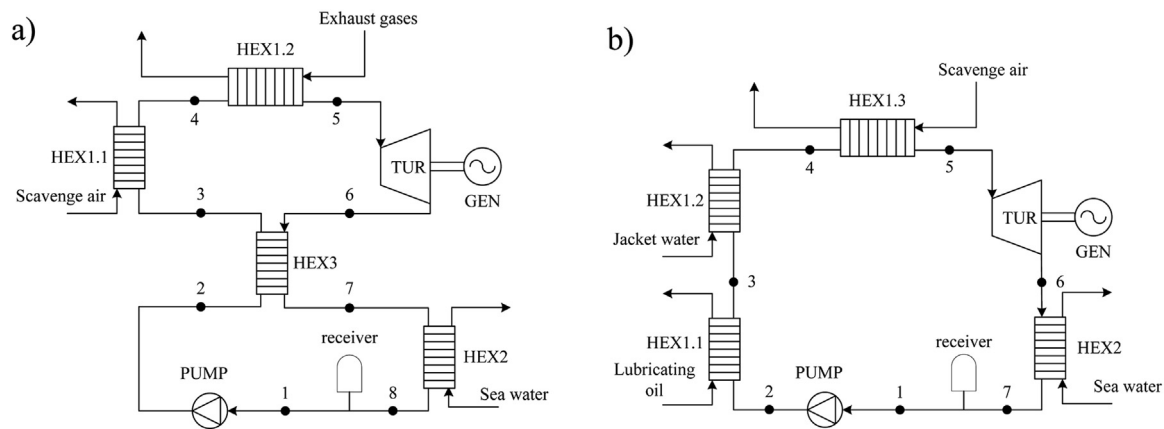 a)
Exhaust gases
HEX1.2
4
5
HEX1.1
TUR
GEN
Scavenge air
3
6
HEX3
2
7
receiver
HEX2
PUMP
1
8
Sea water
b)
Scavenge air
HEX1.3
4
5
HEX1.2
TUR
GEN
Jacket water
3
6
HEX1.1
receiver
HEX2
Lubricating
oil
PUMP
2
1
7
Sea water